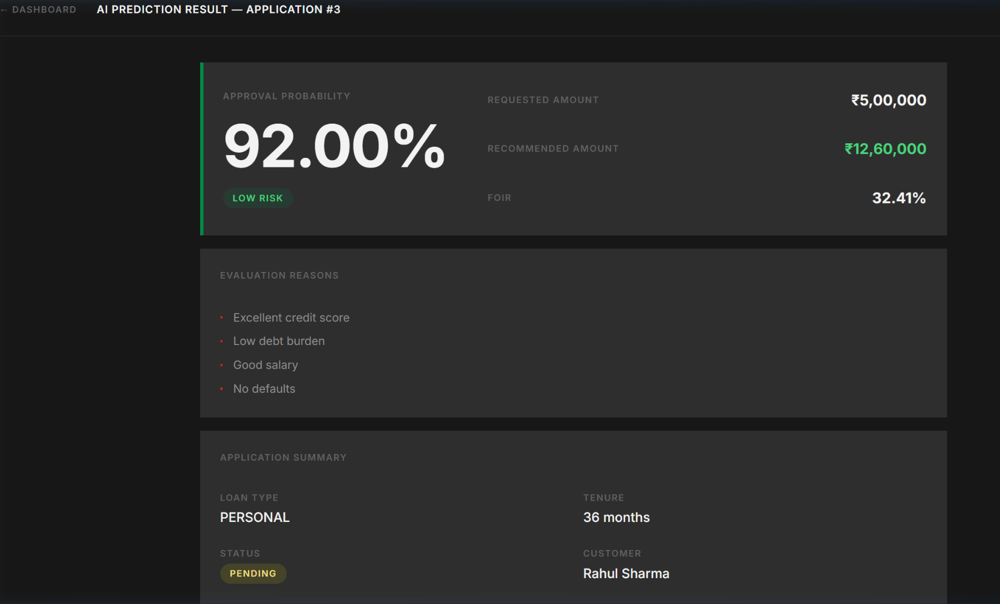 ← DASHBOARD AI PREDICTION RESULT — APPLICATION #3
APPROVAL PROBABILITY
92.00%
LOW RISK
REQUESTED AMOUNT ₹5,00,000
RECOMMENDED AMOUNT ₹12,60,000
FOIR 32.41%
EVALUATION REASONS
• Excellent credit score
• Low debt burden
• Good salary
• No defaults
APPLICATION SUMMARY
LOAN TYPE
PERSONAL
TENURE
36 months
STATUS
PENDING
CUSTOMER
Rahul Sharma